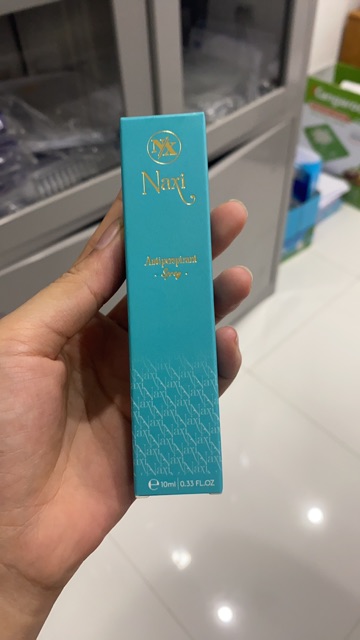 NX
Naxi
Antiperspirant
· Spray ·
℮ 10ml | 0.33 FL.OZ